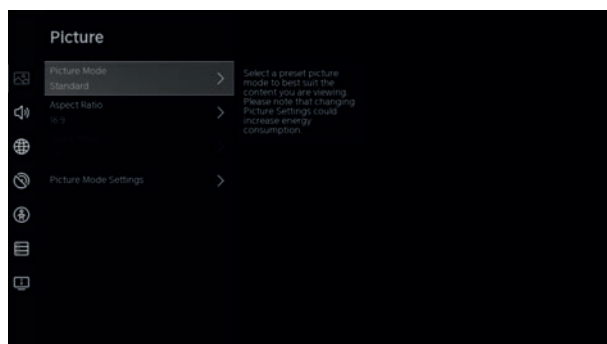 Picture
Picture Mode
Standard
Aspect Ratio
16:9
Picture Mode Settings
Select a preset picture
mode to best suit the
content you are viewing.
Please note that changing
Picture Settings could
increase energy
consumption.